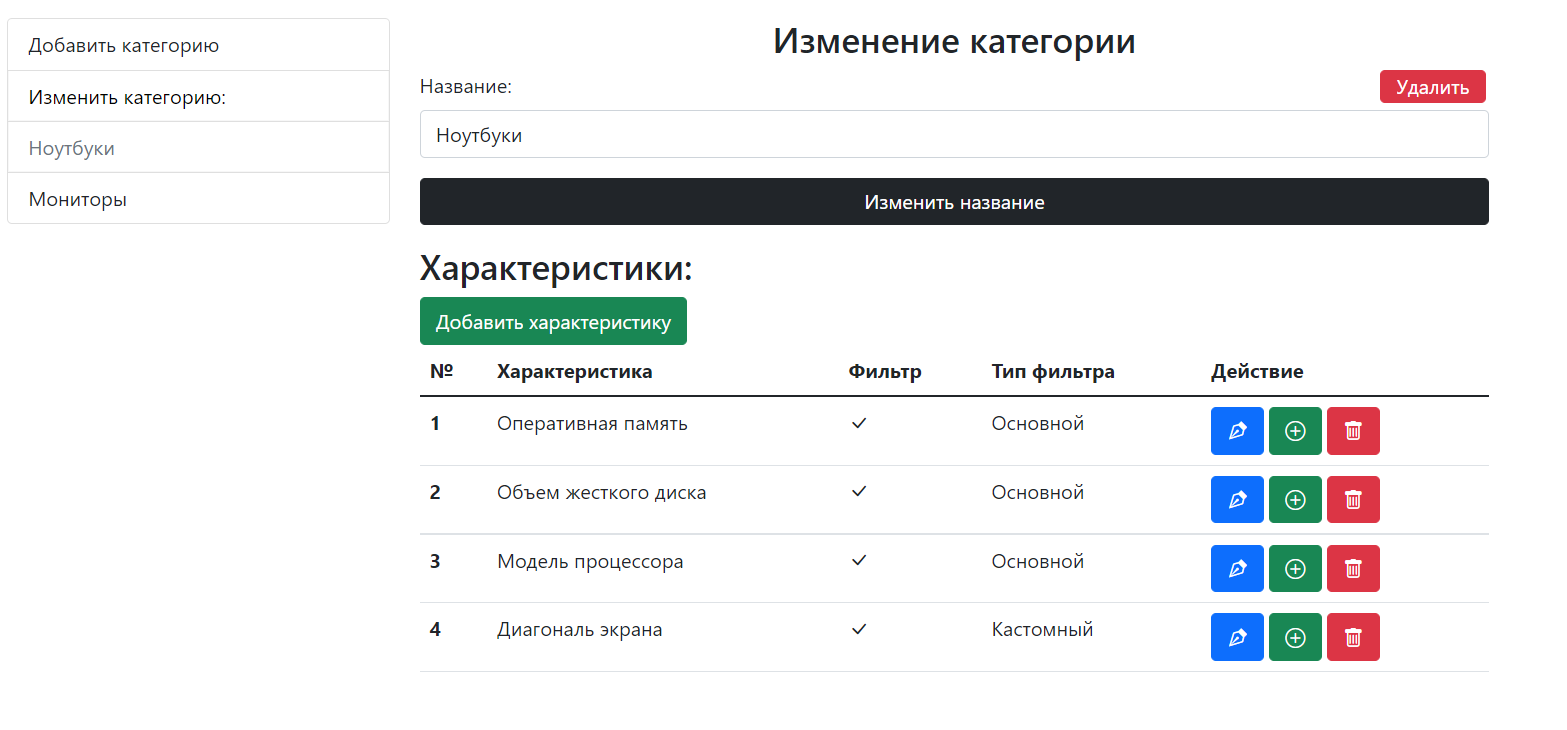 Добавить категорию
Изменить категорию:
Ноутбуки
Мониторы
Изменение категории
Название:
Удалить
Ноутбуки
Изменить название
Характеристики:
Добавить характеристику
№ Характеристика Фильтр Тип фильтра Действие
1 Оперативная память Основной
2 Объем жесткого диска Основной
3 Модель процессора Основной
4 Диагональ экрана Кастомный